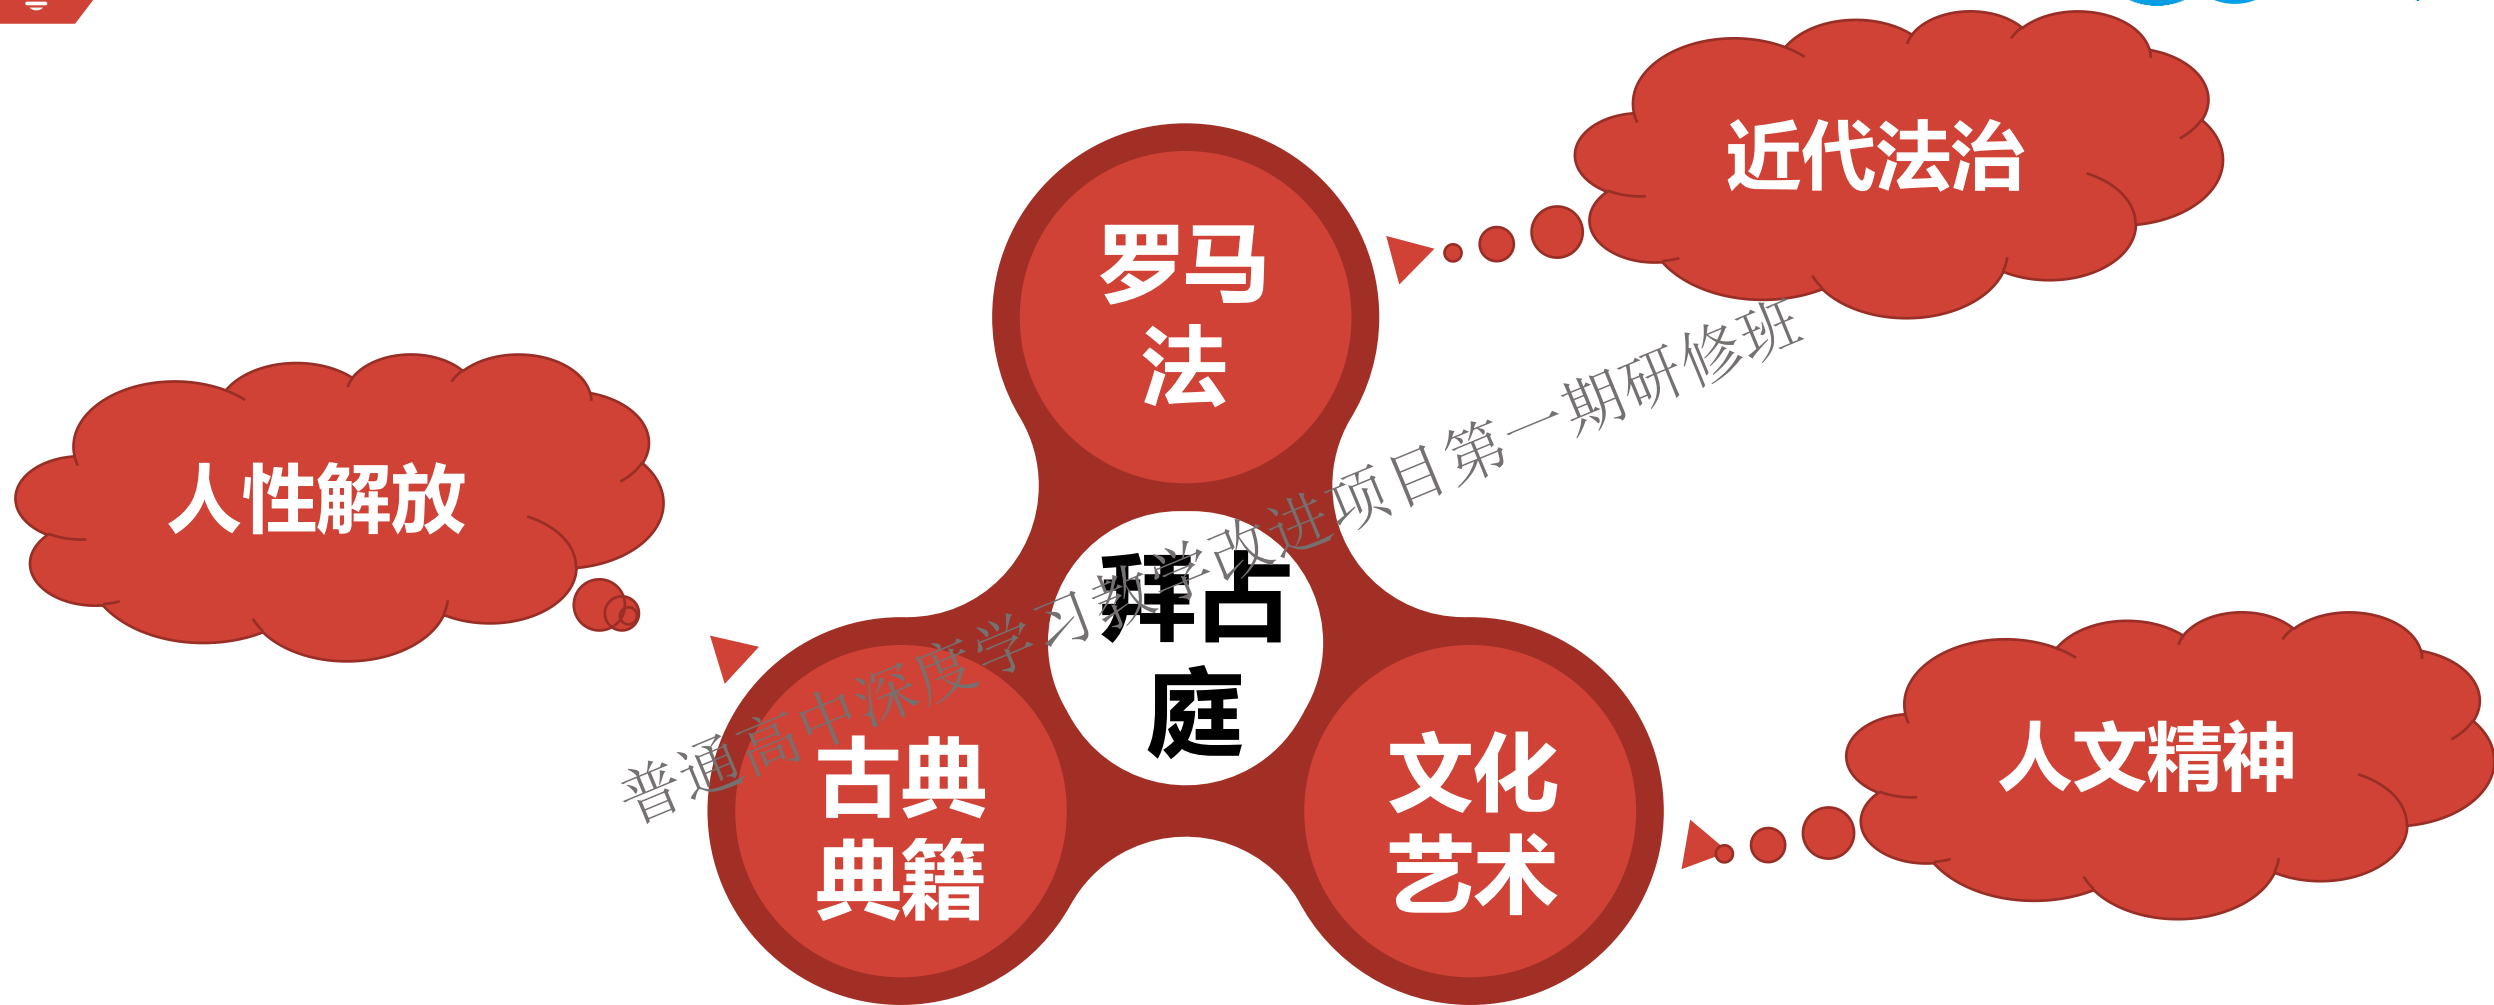 近代法治
罗马
法
人性解放
拜占
庭
古典
典籍
文化
艺术
人文精神
普通高中深度学习教学改进项目 第一期研修班